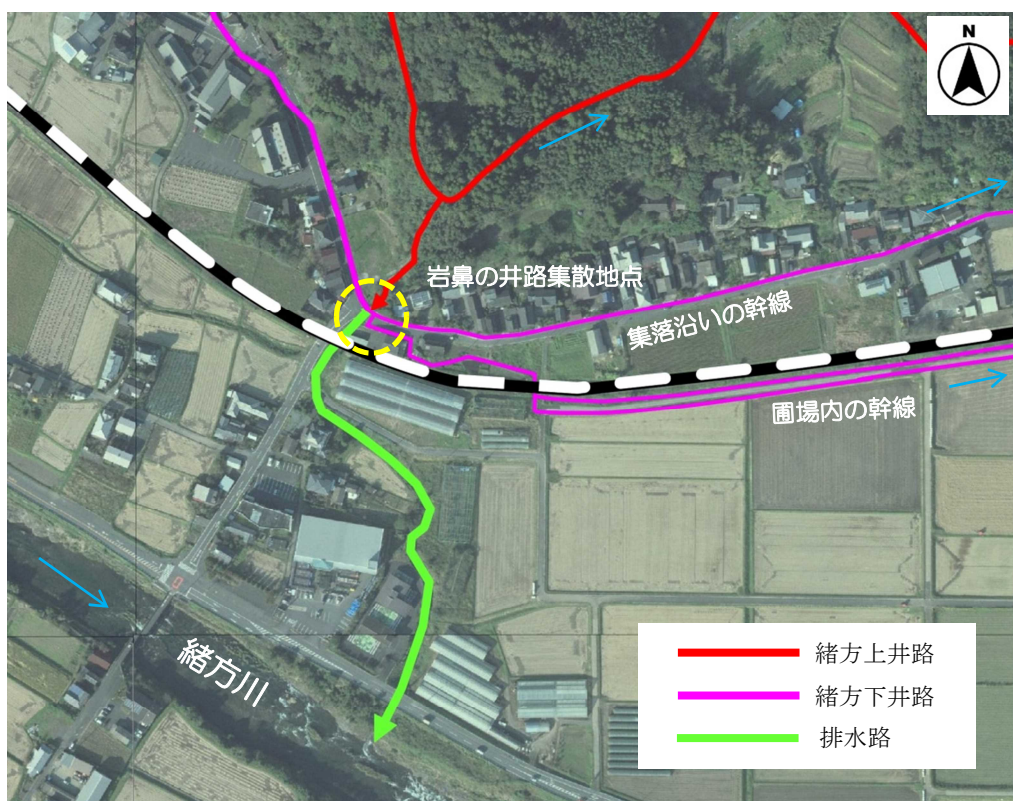 N
岩鼻の井路集散地点
集落沿いの幹線
圃場内の幹線
緒方川
緒方上井路
緒方下井路
排水路